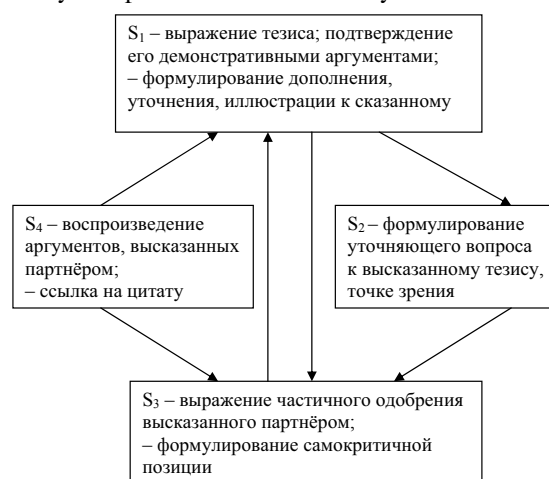 S₁ – выражение тезиса; подтверждение
его демонстративными аргументами;
– формулирование дополнения,
уточнения, иллюстрации к сказанному
S₄ – воспроизведение
аргументов, высказанных
партнёром;
– ссылка на цитату
S₂ – формулирование
уточняющего вопроса
к высказанному тезису,
точке зрения
S₃ – выражение частичного одобрения
высказанного партнёром;
– формулирование самокритичной
позиции